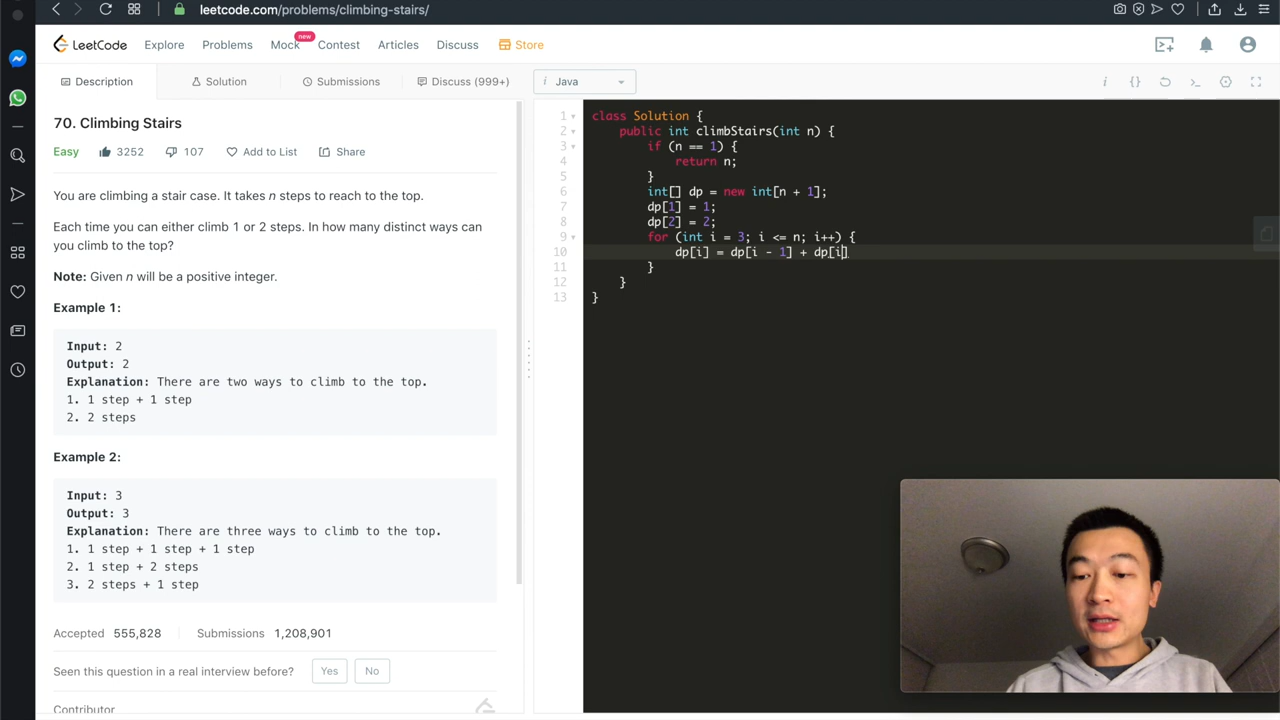 leetcode.com/problems/climbing-stairs/
LeetCode Explore Problems Mock new Contest Articles Discuss Store
Description Solution Submissions Discuss (999+) i Java
70. Climbing Stairs
Easy 3252 107 Add to List Share
You are climbing a stair case. It takes n steps to reach to the top.
Each time you can either climb 1 or 2 steps. In how many distinct ways can
you climb to the top?
Note: Given n will be a positive integer.
Example 1:
Input: 2
Output: 2
Explanation: There are two ways to climb to the top.
1. 1 step + 1 step
2. 2 steps
Example 2:
Input: 3
Output: 3
Explanation: There are three ways to climb to the top.
1. 1 step + 1 step + 1 step
2. 1 step + 2 steps
3. 2 steps + 1 step
Accepted 555,828 Submissions 1,208,901
Seen this question in a real interview before? Yes No
Contributor
1 class Solution {
2 public int climbStairs(int n) {
3 if (n == 1) {
4 return n;
5 }
6 int[] dp = new int[n + 1];
7 dp[1] = 1;
8 dp[2] = 2;
9 for (int i = 3; i <= n; i++) {
10 dp[i] = dp[i - 1] + dp[i]
11 }
12 }
13 }